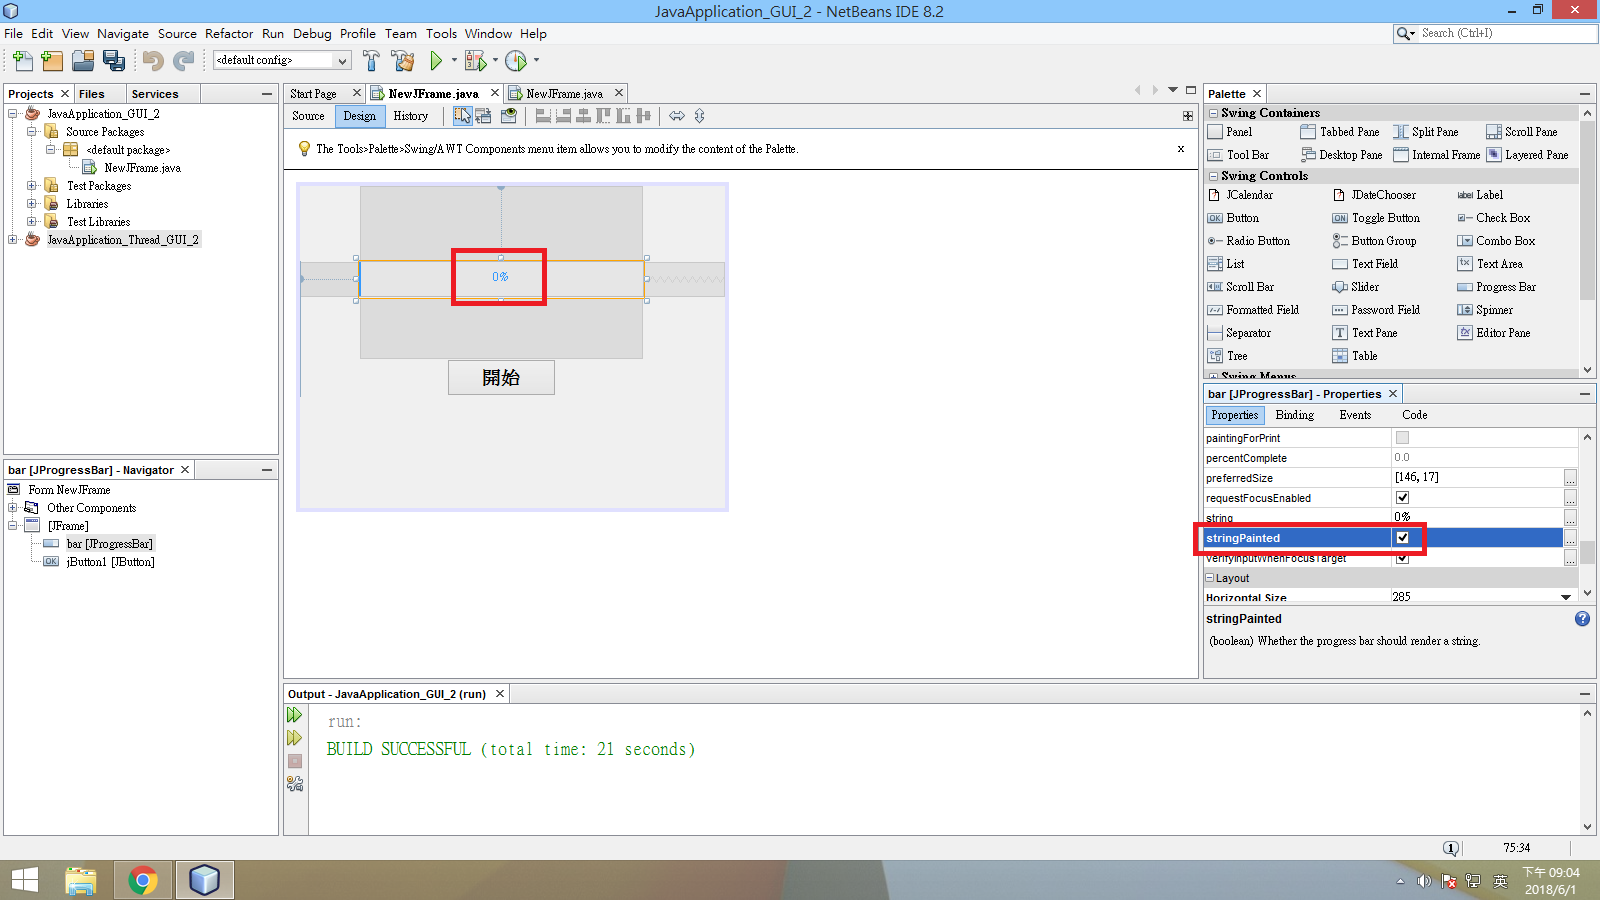 JavaApplication_GUI_2 - NetBeans IDE 8.2
File Edit View Navigate Source Refactor Run Debug Profile Team Tools Window Help
Search (Ctrl+I)
<default config>
Projects Files Services
JavaApplication_GUI_2
Source Packages
<default package>
NewJFrame.java
Test Packages
Libraries
Test Libraries
JavaApplication_Thread_GUI_2
bar [JProgressBar] - Navigator
Form NewJFrame
Other Components
[JFrame]
bar [JProgressBar]
jButton1 [JButton]
Start Page NewJFrame.java NewJFrame.java
Source Design History
The Tools>Palette>Swing/AWT Components menu item allows you to modify the content of the Palette. x
0%
開始
Palette
Swing Containers
Panel Tabbed Pane Split Pane Scroll Pane
Tool Bar Desktop Pane Internal Frame Layered Pane
Swing Controls
JCalendar JDateChooser Label
Button Toggle Button Check Box
Radio Button Button Group Combo Box
List Text Field Text Area
Scroll Bar Slider Progress Bar
Formatted Field Password Field Spinner
Separator Text Pane Editor Pane
Tree Table
Swing Menus
bar [JProgressBar] - Properties
Properties Binding Events Code
paintingForPrint
percentComplete 0.0
preferredSize [146, 17] ...
requestFocusEnabled ...
string 0% ...
stringPainted ...
verifyInputWhenFocusTarget ...
Layout
Horizontal Size 285
stringPainted
(boolean) Whether the progress bar should render a string.
Output - JavaApplication_GUI_2 (run)
run:
BUILD SUCCESSFUL (total time: 21 seconds)
1 75:34
英
下午 09:04
2018/6/1